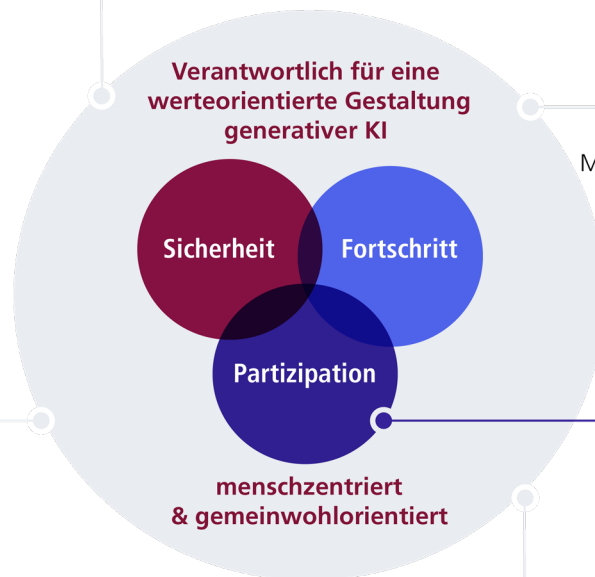 Verantwortlich für eine
werteorientierte Gestaltung
generativer KI
M
Sicherheit
Fortschritt
Partizipation
menschzentriert
& gemeinwohlorientiert